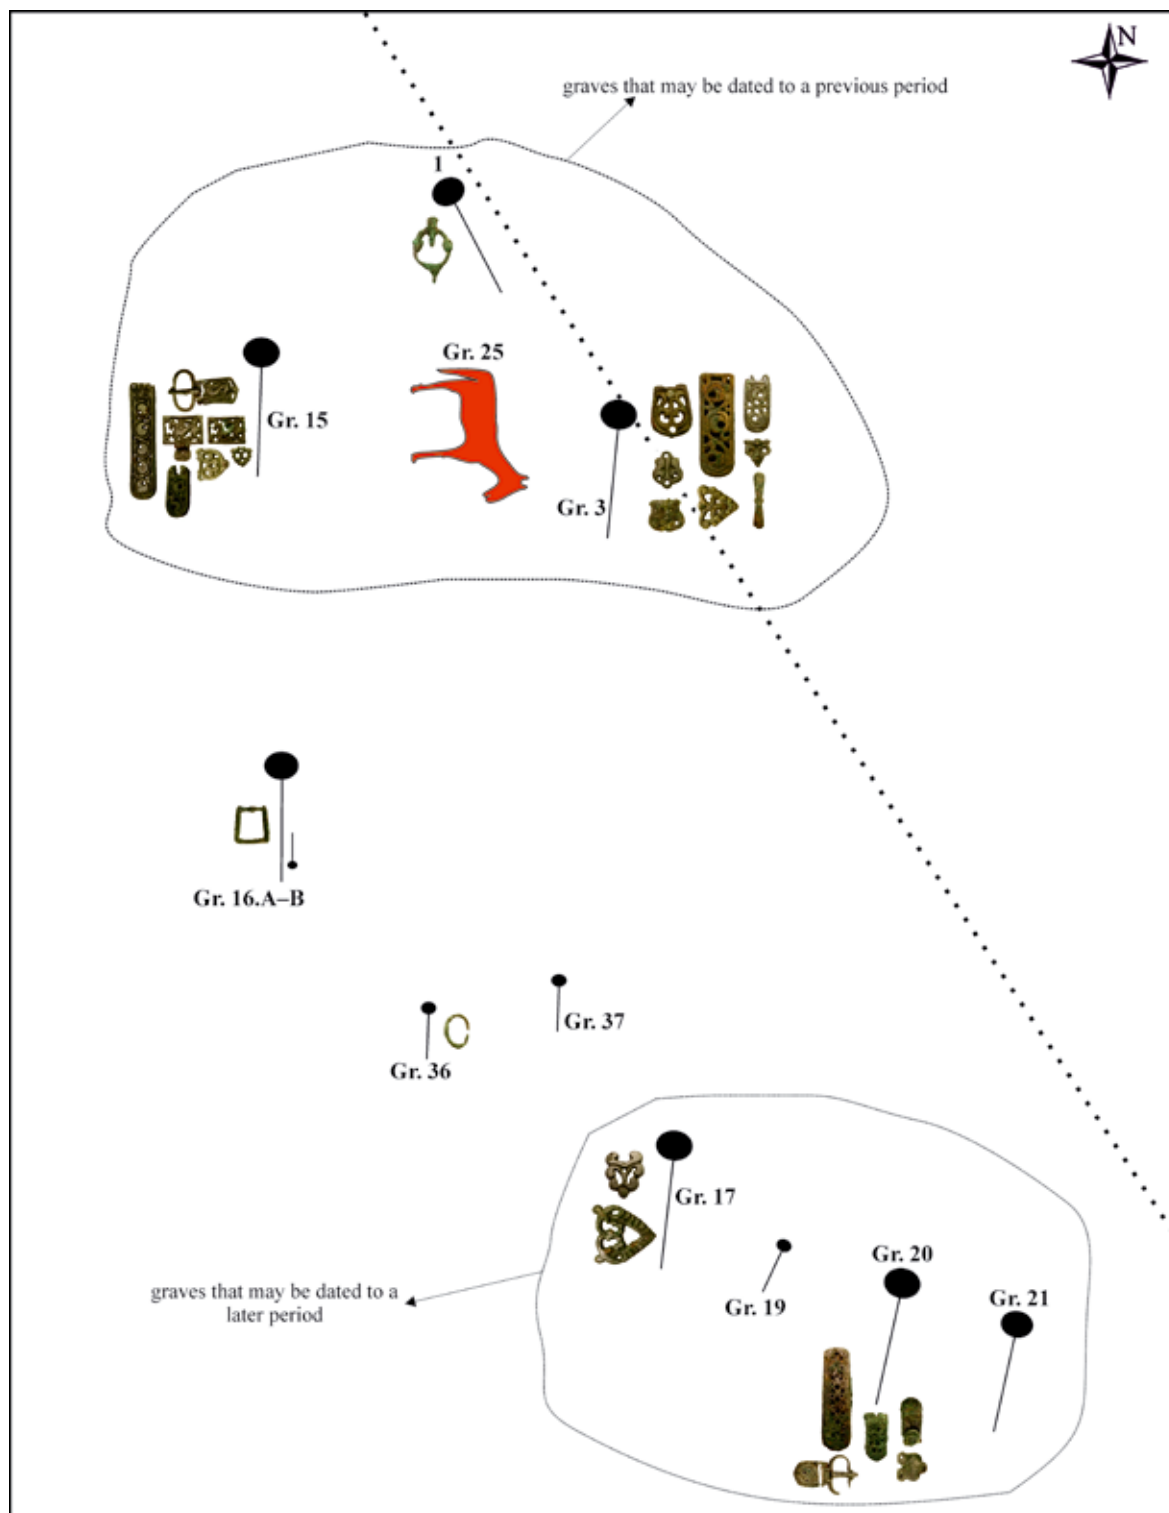 N
graves that may be dated to a previous period
1
Gr. 25
Gr. 15
Gr. 3
Gr. 16.A–B
Gr. 37
Gr. 36
Gr. 17
Gr. 20
graves that may be dated to a
later period
Gr. 19
Gr. 21